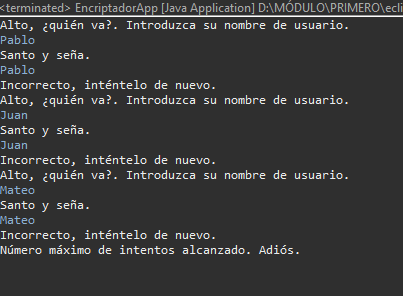 <terminated> EncriptadorApp [Java Application] D:\MÓDULO\PRIMERO\ecli
Alto, ¿quién va?. Introduzca su nombre de usuario.
Pablo
Santo y seña.
Pablo
Incorrecto, inténtelo de nuevo.
Alto, ¿quién va?. Introduzca su nombre de usuario.
Juan
Santo y seña.
Juan
Incorrecto, inténtelo de nuevo.
Alto, ¿quién va?. Introduzca su nombre de usuario.
Mateo
Santo y seña.
Mateo
Incorrecto, inténtelo de nuevo.
Número máximo de intentos alcanzado. Adiós.